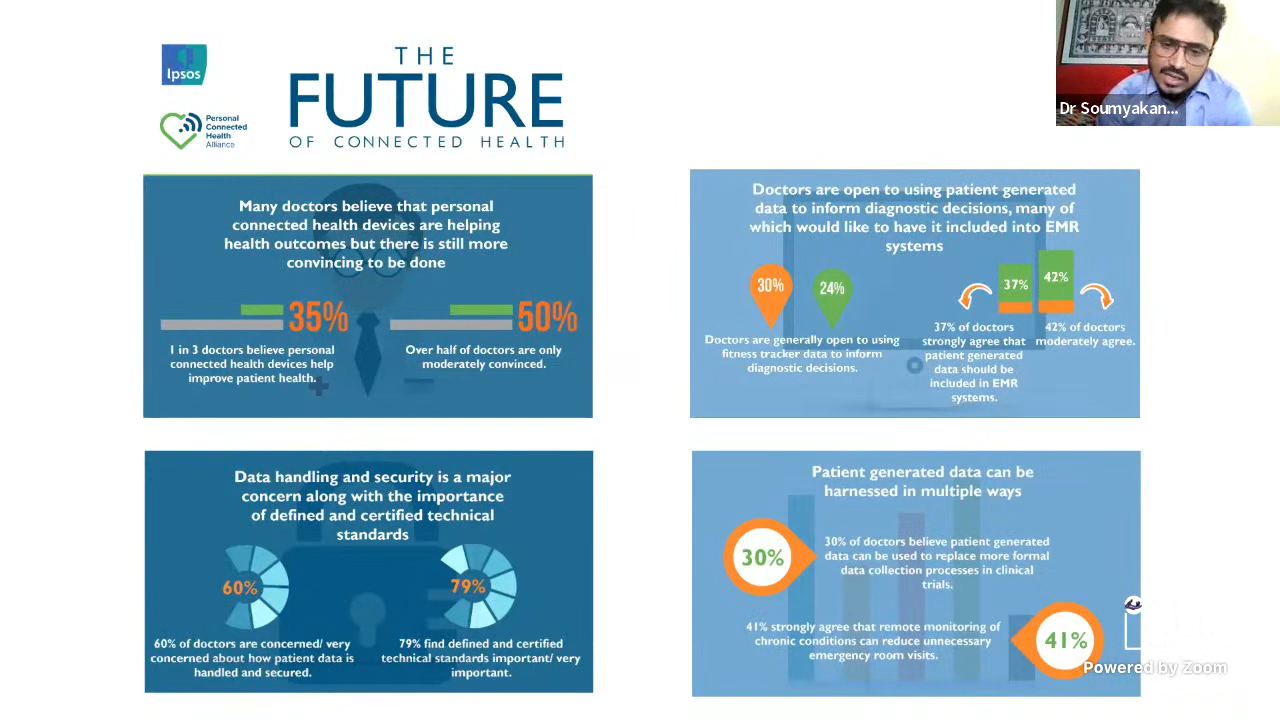 Ipsos
Personal
Connected
Health
Alliance
THE
FUTURE
OF CONNECTED HEALTH
Dr Soumyakan...
Many doctors believe that personal
connected health devices are helping
health outcomes but there is still more
convincing to be done
35%
1 in 3 doctors believe personal
connected health devices help
improve patient health.
50%
Over half of doctors are only
moderately convinced.
Doctors are open to using patient generated
data to inform diagnostic decisions, many of
which would like to have it included into EMR
systems
30%
24%
Doctors are generally open to using
fitness tracker data to inform
diagnostic decisions.
37%
42%
37% of doctors
strongly agree that
patient generated
data should be
included in EMR
systems.
42% of doctors
moderately agree.
Data handling and security is a major
concern along with the importance
of defined and certified technical
standards
60%
60% of doctors are concerned/ very
concerned about how patient data is
handled and secured.
79%
79% find defined and certified
technical standards important/ very
important.
Patient generated data can be
harnessed in multiple ways
30%
30% of doctors believe patient generated
data can be used to replace more formal
data collection processes in clinical
trials.
41% strongly agree that remote monitoring of
chronic conditions can reduce unnecessary
emergency room visits.
41%
Powered by Zoom